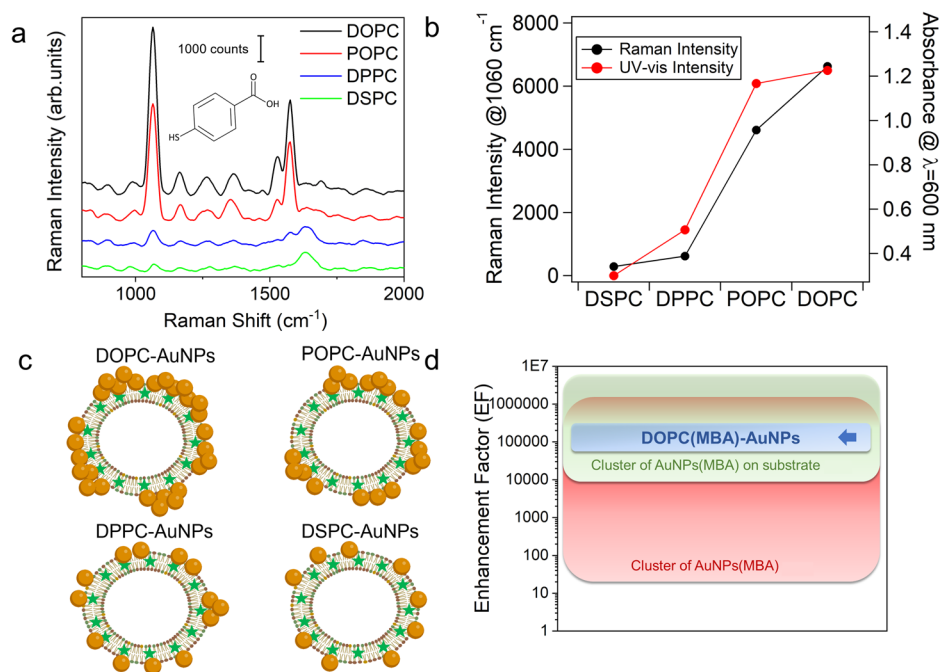 a
Raman Intensity (arb.units)
1000 counts
DOPC
POPC
DPPC
DSPC
O
OH
HS
1000
1500
2000
Raman Shift (cm⁻¹)
b
Raman Intensity @1060 cm⁻¹
8000
6000
4000
2000
0
Raman Intensity
UV-vis Intensity
1.4
1.2
1.0
0.8
0.6
0.4
Absorbance @ λ=600 nm
DSPC
DPPC
POPC
DOPC
c
DOPC-AuNPs
POPC-AuNPs
DPPC-AuNPs
DSPC-AuNPs
d
Enhancement Factor (EF)
1E7
1000000
100000
10000
1000
100
10
1
DOPC(MBA)-AuNPs
Cluster of AuNPs(MBA) on substrate
Cluster of AuNPs(MBA)